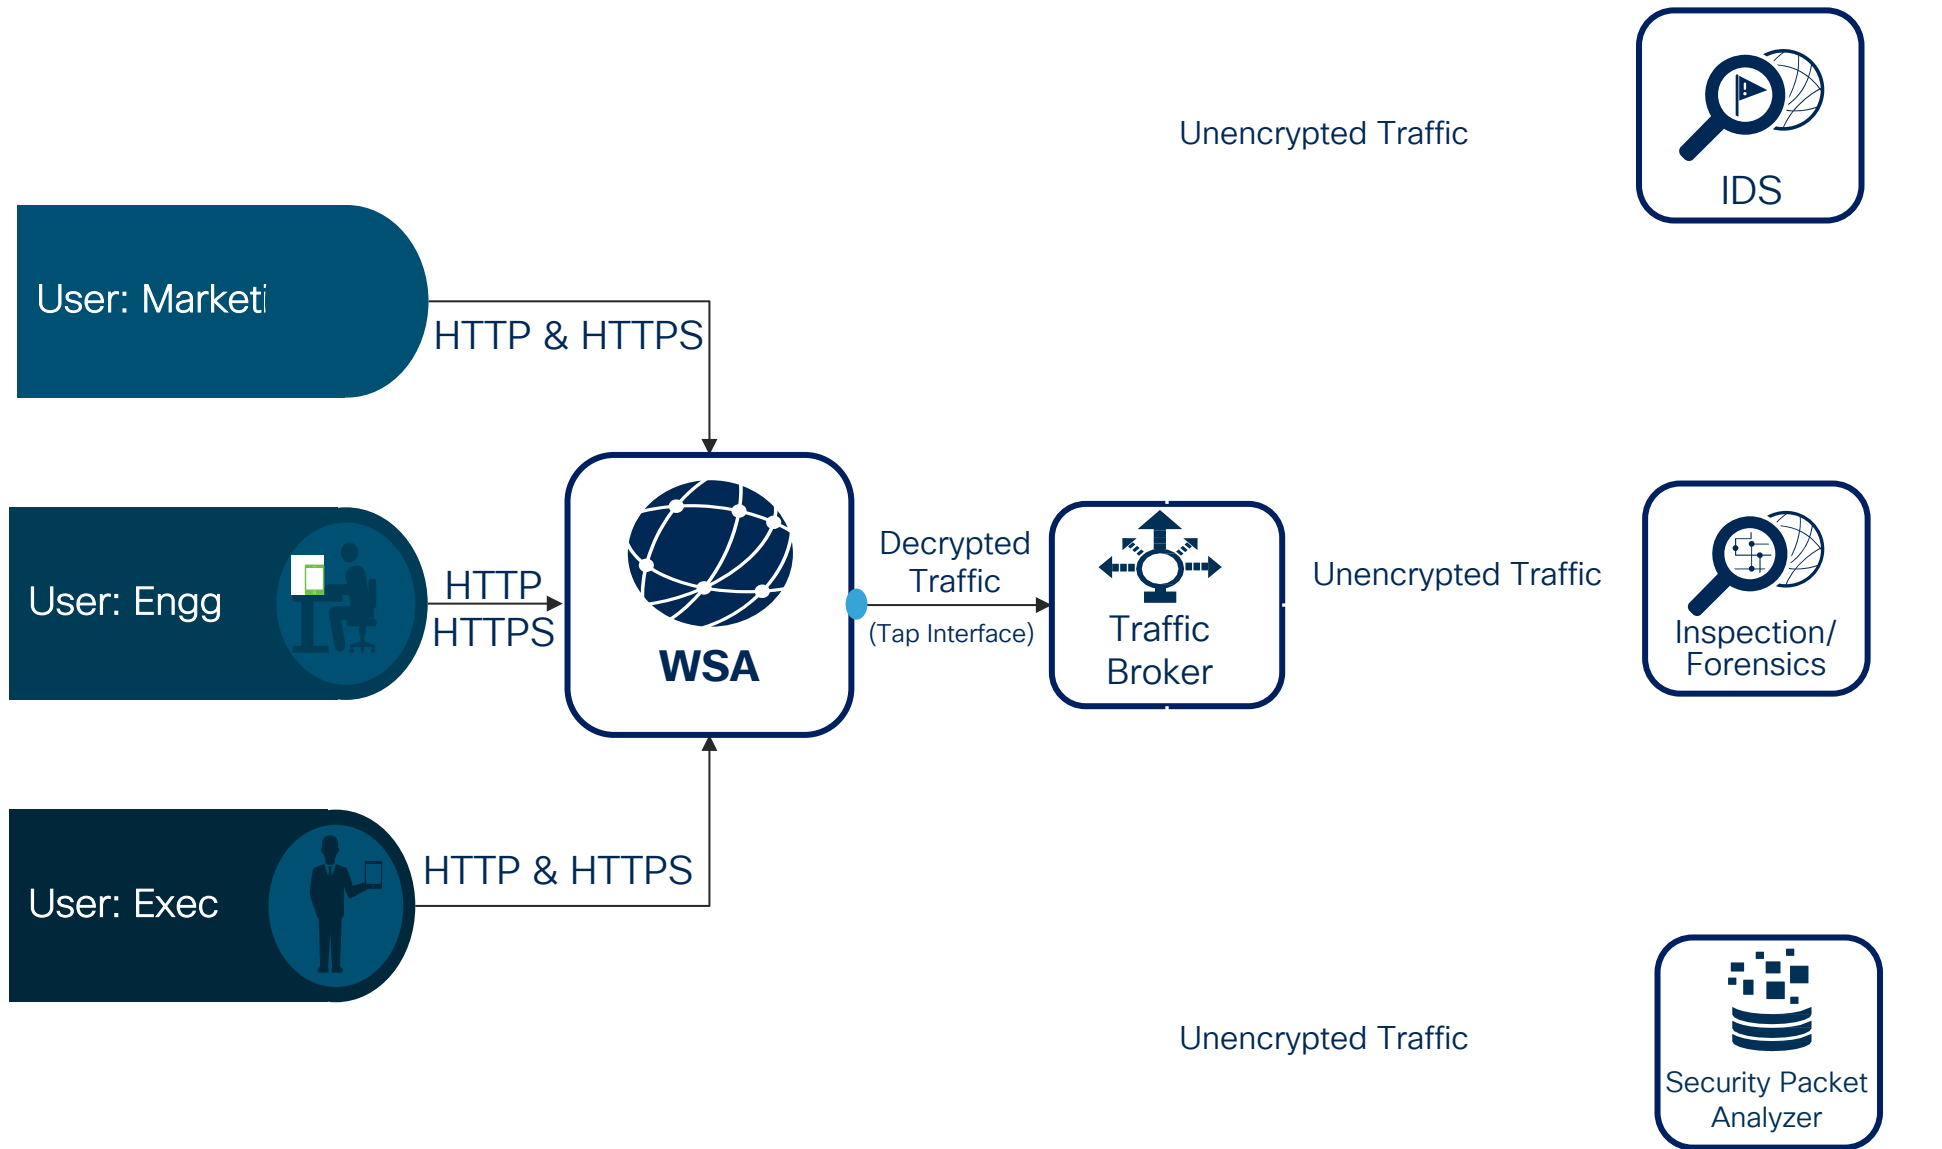 Unencrypted Traffic
IDS
User: Marketi
HTTP & HTTPS
User: Engg
HTTP
HTTPS
WSA
Decrypted
Traffic
(Tap Interface)
Traffic
Broker
Unencrypted Traffic
Inspection/
Forensics
User: Exec
HTTP & HTTPS
Unencrypted Traffic
Security Packet
Analyzer